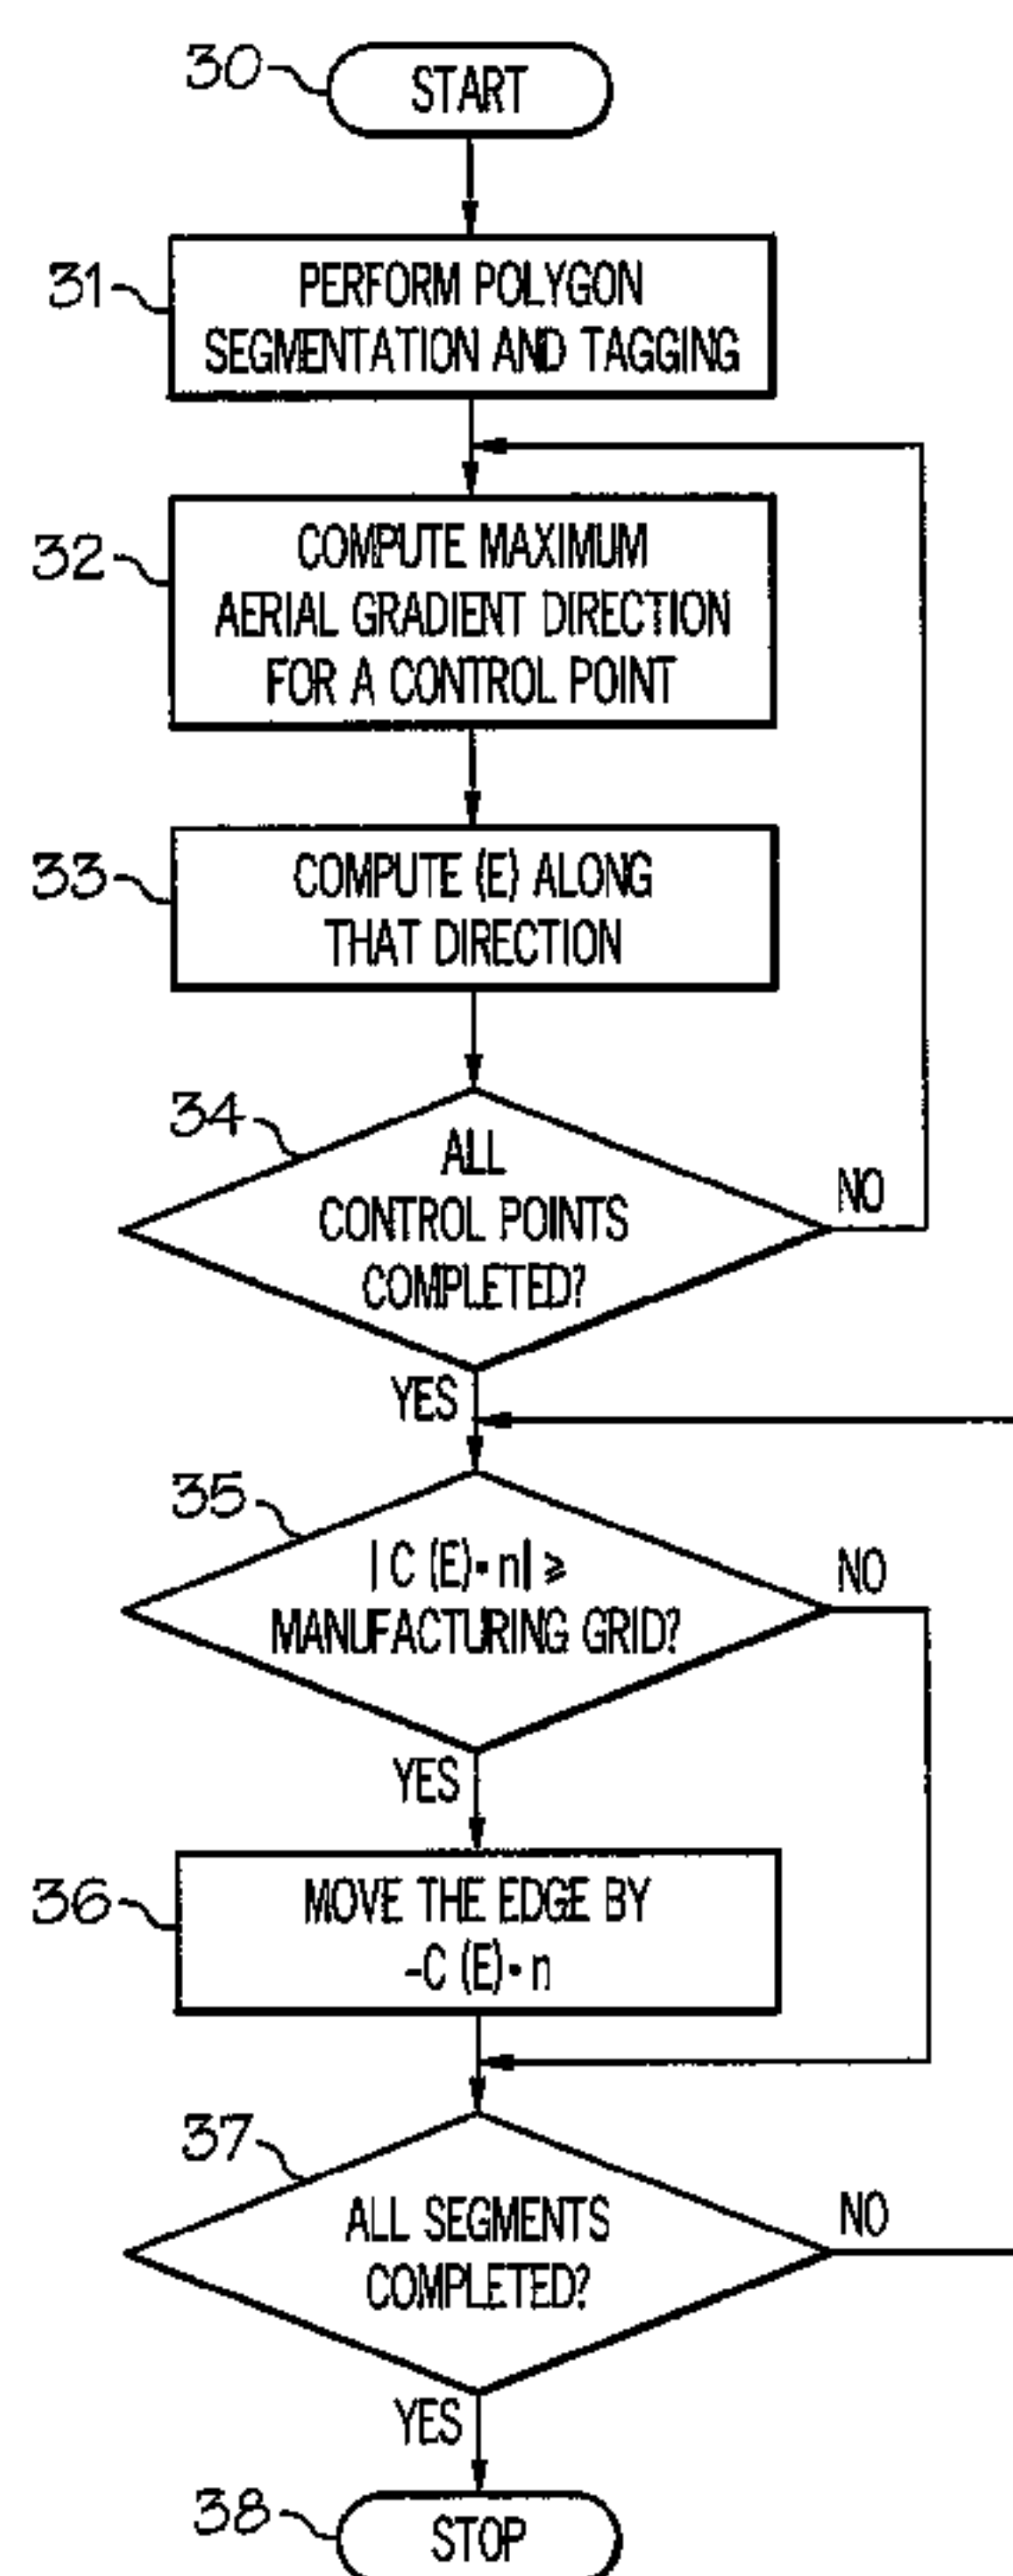 30
START
31
PERFORM POLYGON
SEGMENTATION AND TAGGING
32
COMPUTE MAXIMUM
AERIAL GRADIENT DIRECTION
FOR A CONTROL POINT
33
COMPUTE (E) ALONG
THAT DIRECTION
34
ALL
CONTROL POINTS
COMPLETED?
NO
YES
35
| C (E)• n| ⩾
MANUFACTURING GRID?
NO
YES
36
MOVE THE EDGE BY
-C (E)• n
37
ALL SEGMENTS
COMPLETED?
NO
YES
38
STOP